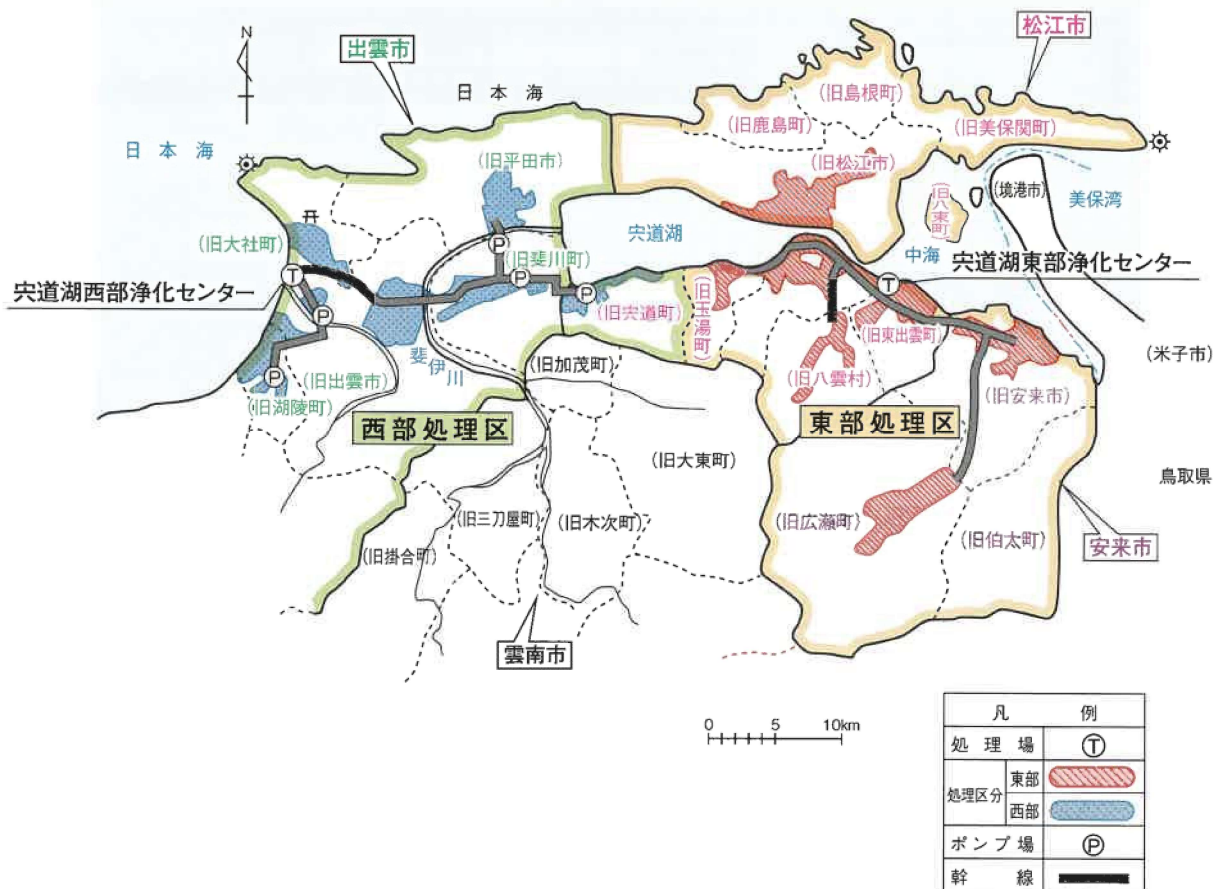 N
出雲市
松江市
日本海
日本海
(旧島根町)
(旧鹿島町)
(旧美保関町)
(旧平田市)
(旧松江市)
(旧八束町)
(境港市)
美保湾
(旧大社町)
宍道湖
中海
(旧斐川町)
T
P
P
P
T
宍道湖西部浄化センター
宍道湖東部浄化センター
(旧宍道町)
(旧玉湯町)
(旧東出雲町)
P
(米子市)
斐伊川
(旧加茂町)
(旧八雲村)
P
(旧出雲市)
(旧安来市)
(旧湖陵町)
西部処理区
東部処理区
(旧大東町)
鳥取県
(旧三刀屋町)
(旧木次町)
(旧広瀬町)
(旧伯太町)
安来市
(旧掛合町)
雲南市
0 5 10km
凡例
処理場 T
処理区分 東部
西部
ポンプ場 P
幹線